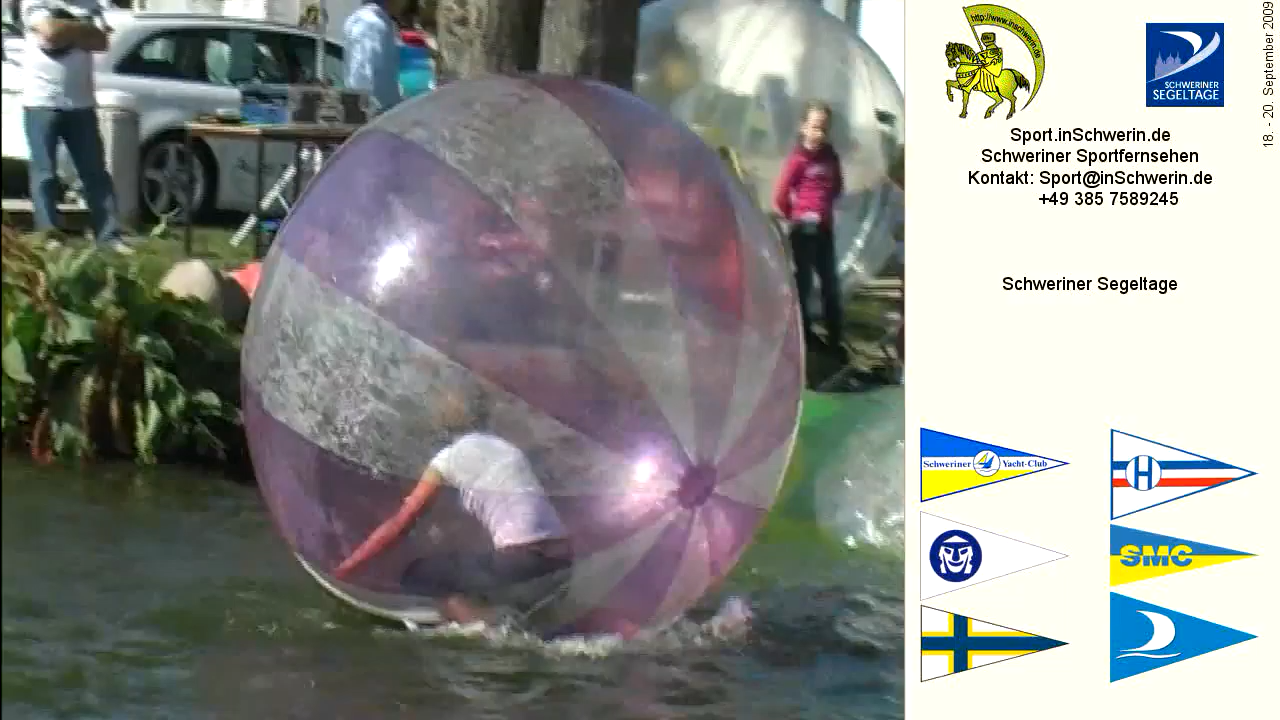 http://www.inschwerin.de
SCHWERINER
SEGELTAGE
18. - 20. September 2009
Sport.inSchwerin.de
Schweriner Sportfernsehen
Kontakt: Sport@inSchwerin.de
+49 385 7589245
Schweriner Segeltage
Schweriner Yacht-Club
H
SMC